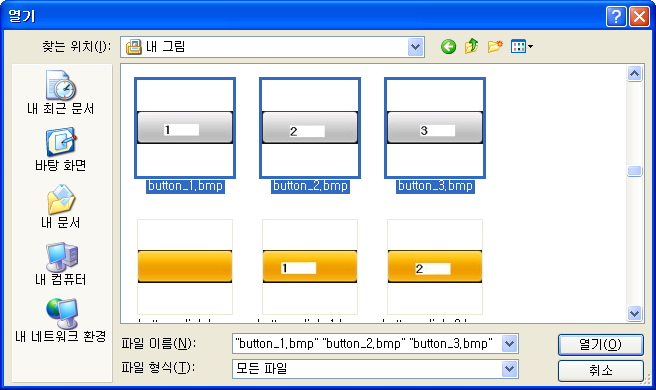 열기
찾는 위치(I):
내 그림
내 최근 문서
바탕 화면
내 문서
내 컴퓨터
내 네트워크 환경
1
2
3
button_1.bmp
button_2.bmp
button_3.bmp
1
2
파일 이름(N):
"button_1.bmp" "button_2.bmp" "button_3.bmp"
열기(O)
파일 형식(T):
모든 파일
취소